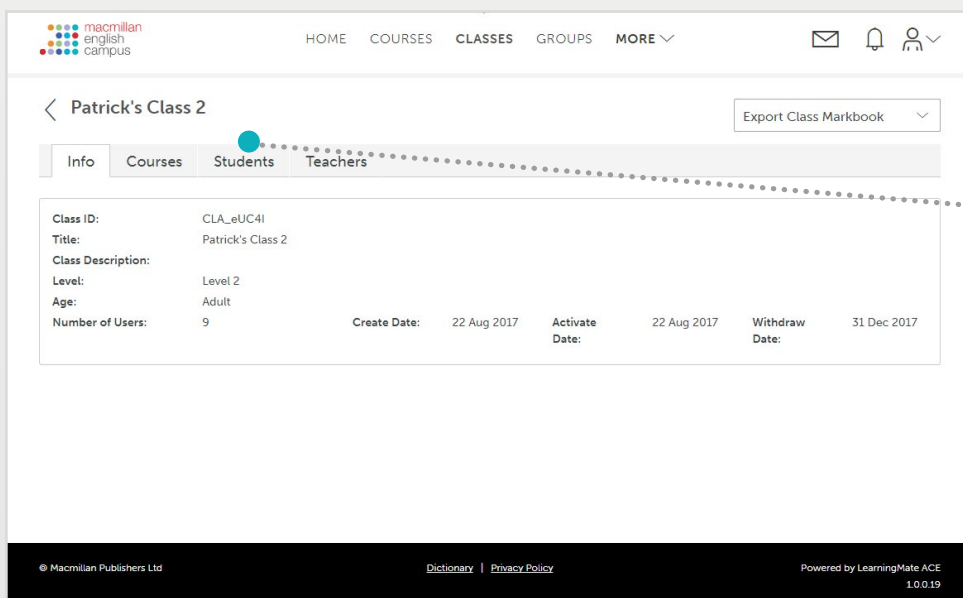 macmillan
english
campus
HOME COURSES CLASSES GROUPS MORE
Patrick's Class 2
Export Class Markbook
Info Courses Students Teachers
Class ID: CLA_eUC4I
Title: Patrick's Class 2
Class Description:
Level: Level 2
Age: Adult
Number of Users: 9 Create Date: 22 Aug 2017 Activate Date: 22 Aug 2017 Withdraw Date: 31 Dec 2017
© Macmillan Publishers Ltd Dictionary | Privacy Policy Powered by LearningMate ACE
1.0.0.19